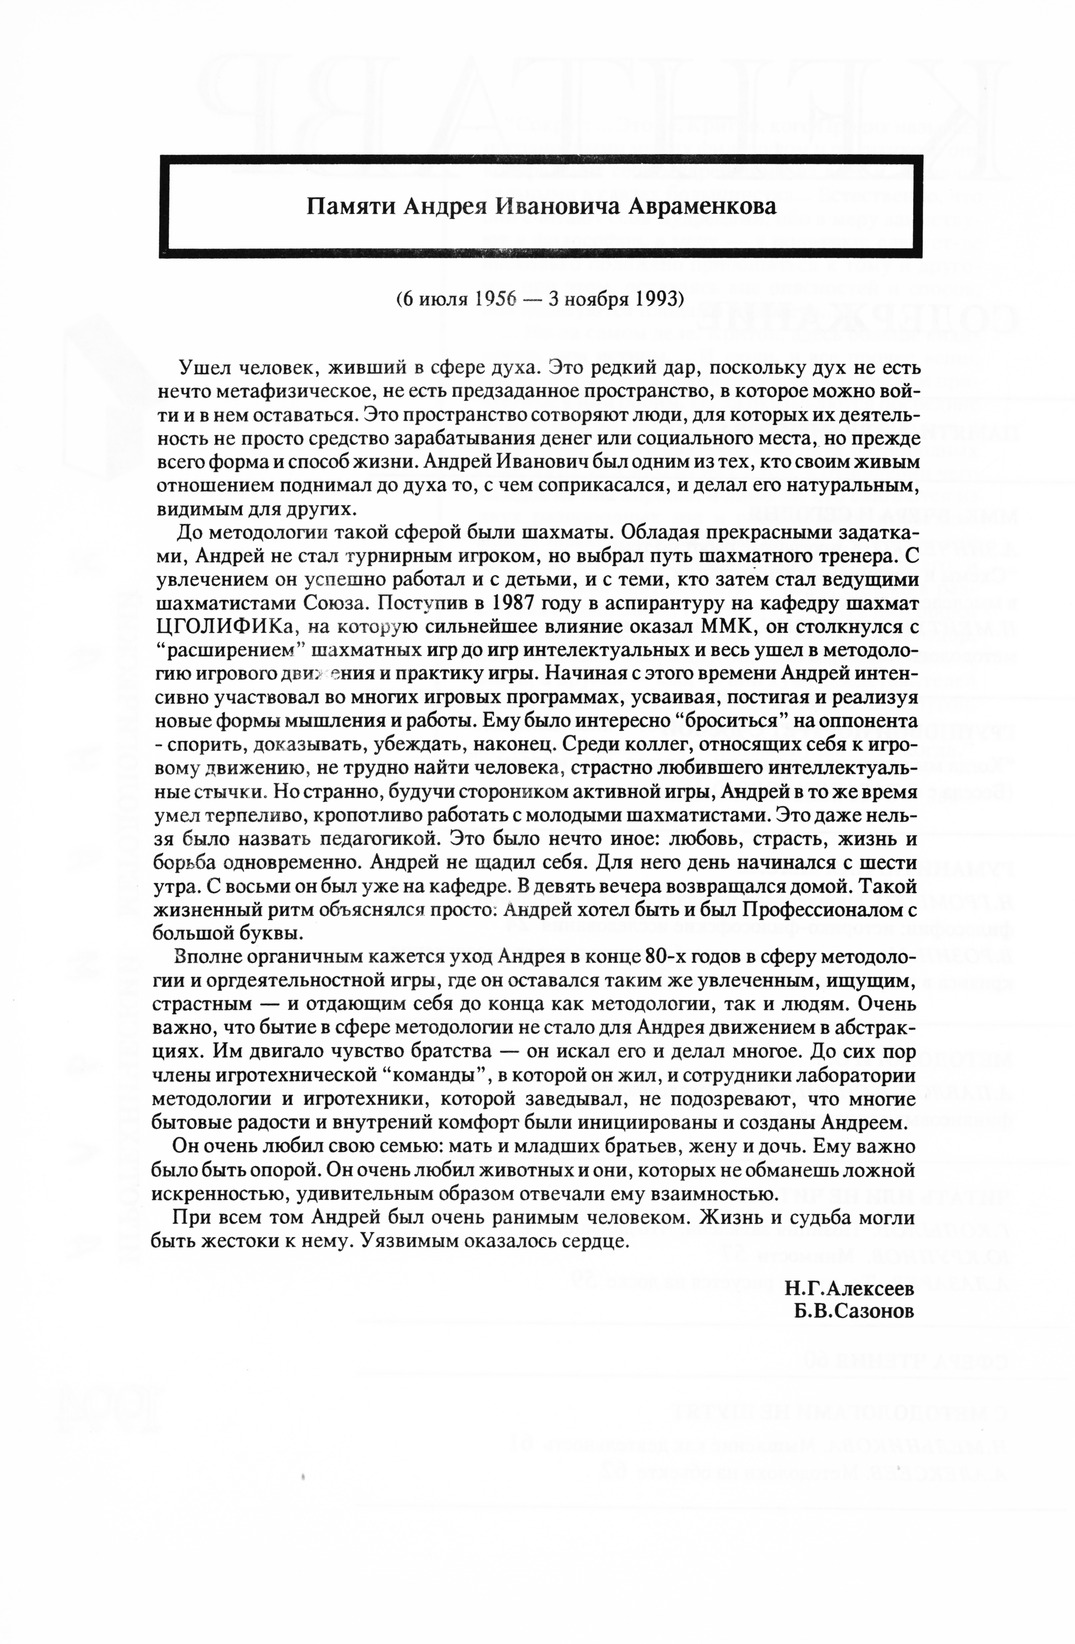 Памяти Андрея Ивановича Авраменкова
(6 июля 1956 — 3 ноября 1993)
Ушел человек, живший в сфере духа. Это редкий дар, поскольку дух не есть
нечто метафизическое, не есть предзаданное пространство, в которое можно вой-
ти и в нем оставаться. Это пространство сотворяют люди, для которых их деятель-
ность не просто средство зарабатывания денег или социального места, но прежде
всего форма и способ жизни. Андрей Иванович был одним из тех, кто своим живым
отношением поднимал до духа то, с чем соприкасался, и делал его натуральным,
видимым для других.
До методологии такой сферой были шахматы. Обладая прекрасными задатка-
ми, Андрей не стал турнирным игроком, но выбрал путь шахматного тренера. С
увлечением он успешно работал и с детьми, и с теми, кто затем стал ведущими
шахматистами Союза. Поступив в 1987 году в аспирантуру на кафедру шахмат
ЦГОЛИФИКа, на которую сильнейшее влияние оказал ММК, он столкнулся с
“расширением” шахматных игр до игр интелектуальных и весь ушел в методоло-
гию игрового движения и практику игры. Начиная с этого времени Андрей интен-
сивно участвовал во многих игровых программах, усваивая, постигая и реализуя
новые формы мышления и работы. Ему было интересно “броситься” на оппонента
- спорить, доказывать, убеждать, наконец. Среди коллег, относящих себя к игро-
вому движению, не трудно найти человека, страстно любившего интеллектуаль-
ные стычки. Но странно, будучи стороником активной игры, Андрей в то же время
умел терпеливо, кропотливо работать с молодыми шахматистами. Это даже нель-
зя было назвать педагогикой. Это было нечто иное: любовь, страсть, жизнь и
борьба одновременно. Андрей не щадил себя. Для него день начинался с шести
утра. С восьми он был уже на кафедре. В девять вечера возвращался домой. Такой
жизненный ритм объяснялся просто: Андрей хотел быть и был Профессионалом с
большой буквы.
Вполне органичным кажется уход Андрея в конце 80-х годов в сферу методоло-
гии и оргдеятельностной игры, где он оставался таким же увлеченным, ищущим,
страстным — и отдающим себя до конца как методологии, так и людям. Очень
важно, что бытие в сфере методологии не стало для Андрея движением в абстрак-
циях. Им двигало чувство братства — он искал его и делал многое. До сих пор
члены игротехнической “команды”, в которой он жил, и сотрудники лаборатории
методологии и игротехники, которой заведывал, не подозревают, что многие
бытовые радости и внутрений комфорт были инициированы и созданы Андреем.
Он очень любил свою семью: мать и младших братьев, жену и дочь. Ему важно
было быть опорой. Он очень любил животных и они, которых не обманешь ложной
искренностью, удивительным образом отвечали ему взаимностью.
При всем том Андрей был очень ранимым человеком. Жизнь и судьба могли
быть жестоки к нему. Уязвимым оказалось сердце.
Н.Г.Алексеев
Б.В.Сазонов